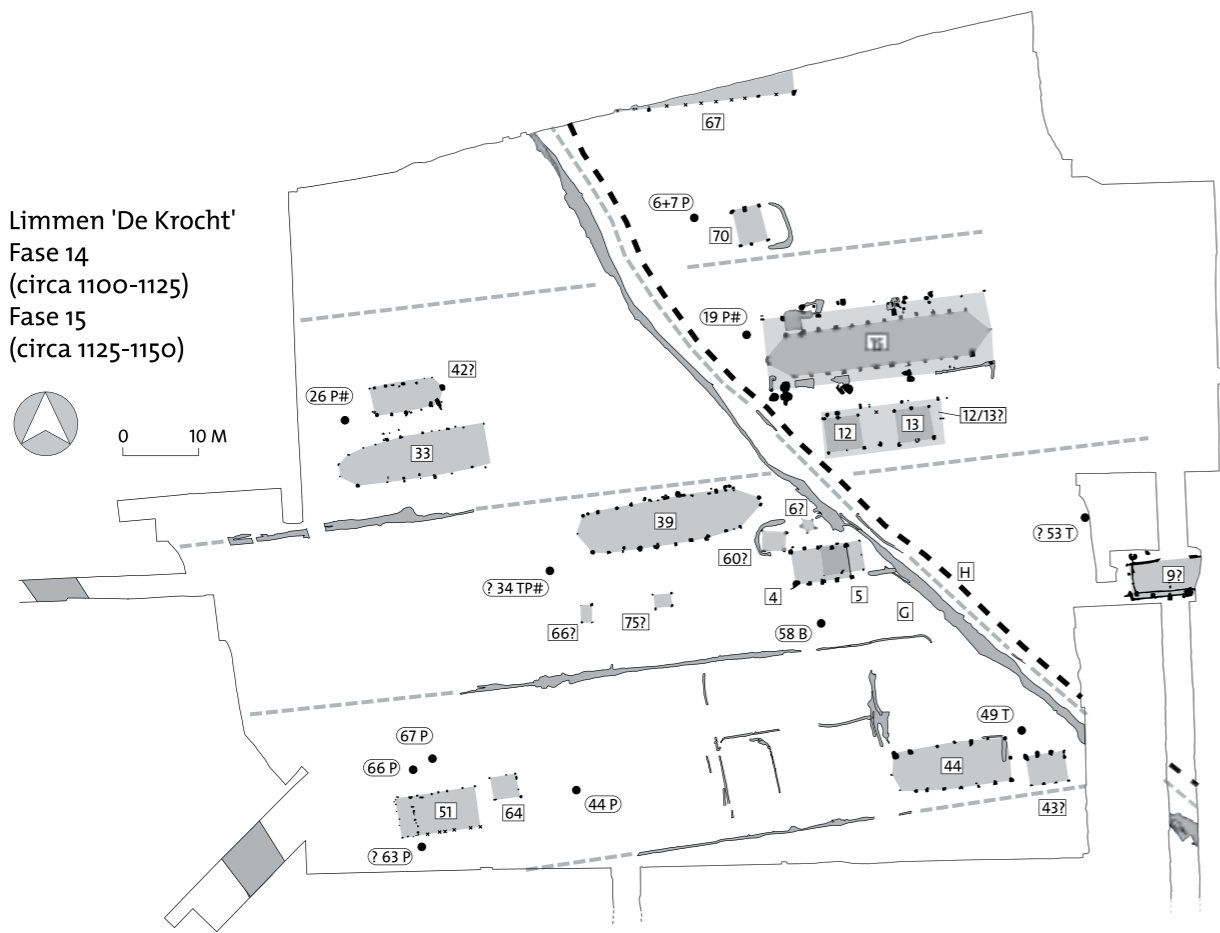 Limmen 'De Krocht'
Fase 14
(circa 1100-1125)
Fase 15
(circa 1125-1150)
0 10 M
67
6+7 P
70
19 P#
15
42?
26 P#
33
12
13
12/13?
39
6?
60?
? 53 T
9?
? 34 TP#
4
5
H
G
66?
75?
58 B
67 P
66 P
49 T
44
43?
51
64
44 P
? 63 P